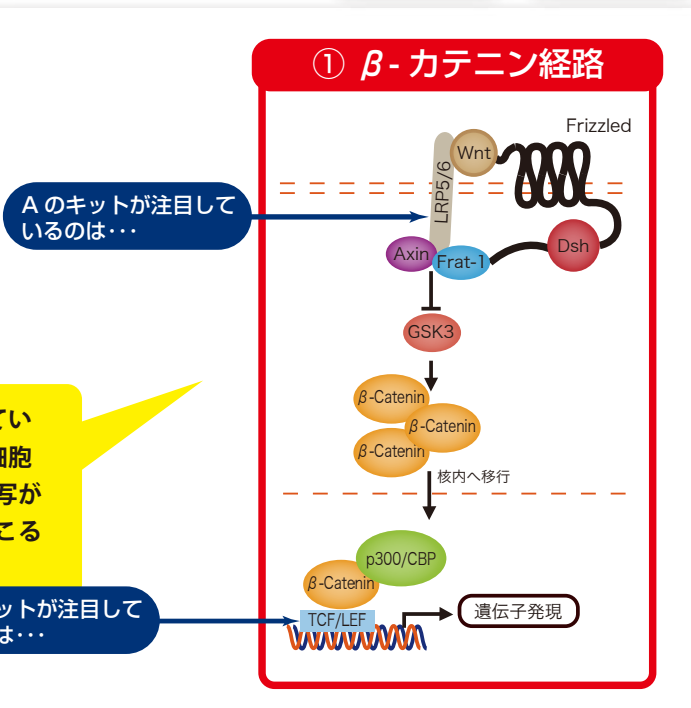 ① β - カテニン経路
Frizzled
Wnt
LRP5/6
A のキットが注目して
いるのは･･･
Axin
Frat-1
Dsh
GSK3
β-Catenin
β-Catenin
β-Catenin
てい
細胞
写が
こる
核内へ移行
p300/CBP
β-Catenin
ットが注目して
は･･･
TCF/LEF
遺伝子発現